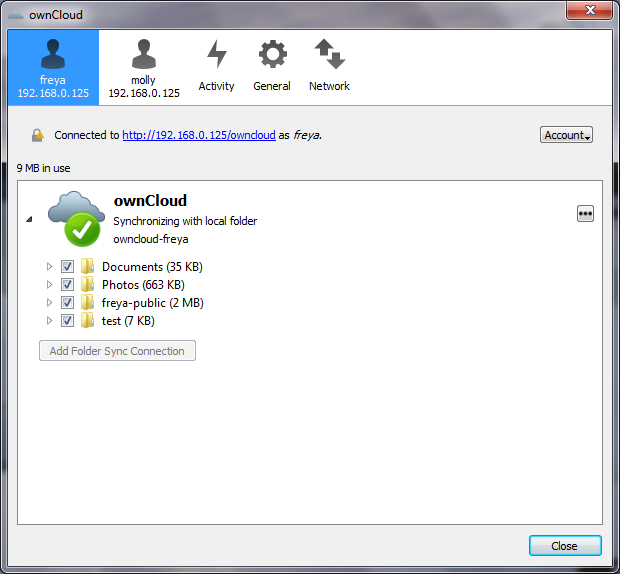 ownCloud
freya
192.168.0.125
molly
192.168.0.125
Activity
General
Network
Connected to http://192.168.0.125/owncloud as freya.
Account
9 MB in use
ownCloud
Synchronizing with local folder
owncloud-freya
Documents (35 KB)
Photos (663 KB)
freya-public (2 MB)
test (7 KB)
Add Folder Sync Connection
Close